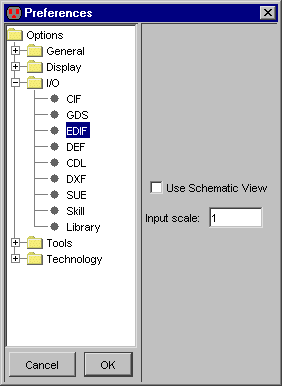 Preferences
Options
General
Display
I/O
CIF
GDS
EDIF
DEF
CDL
DXF
SUE
Skill
Library
Tools
Technology
Use Schematic View
Input scale: 1
Cancel
OK